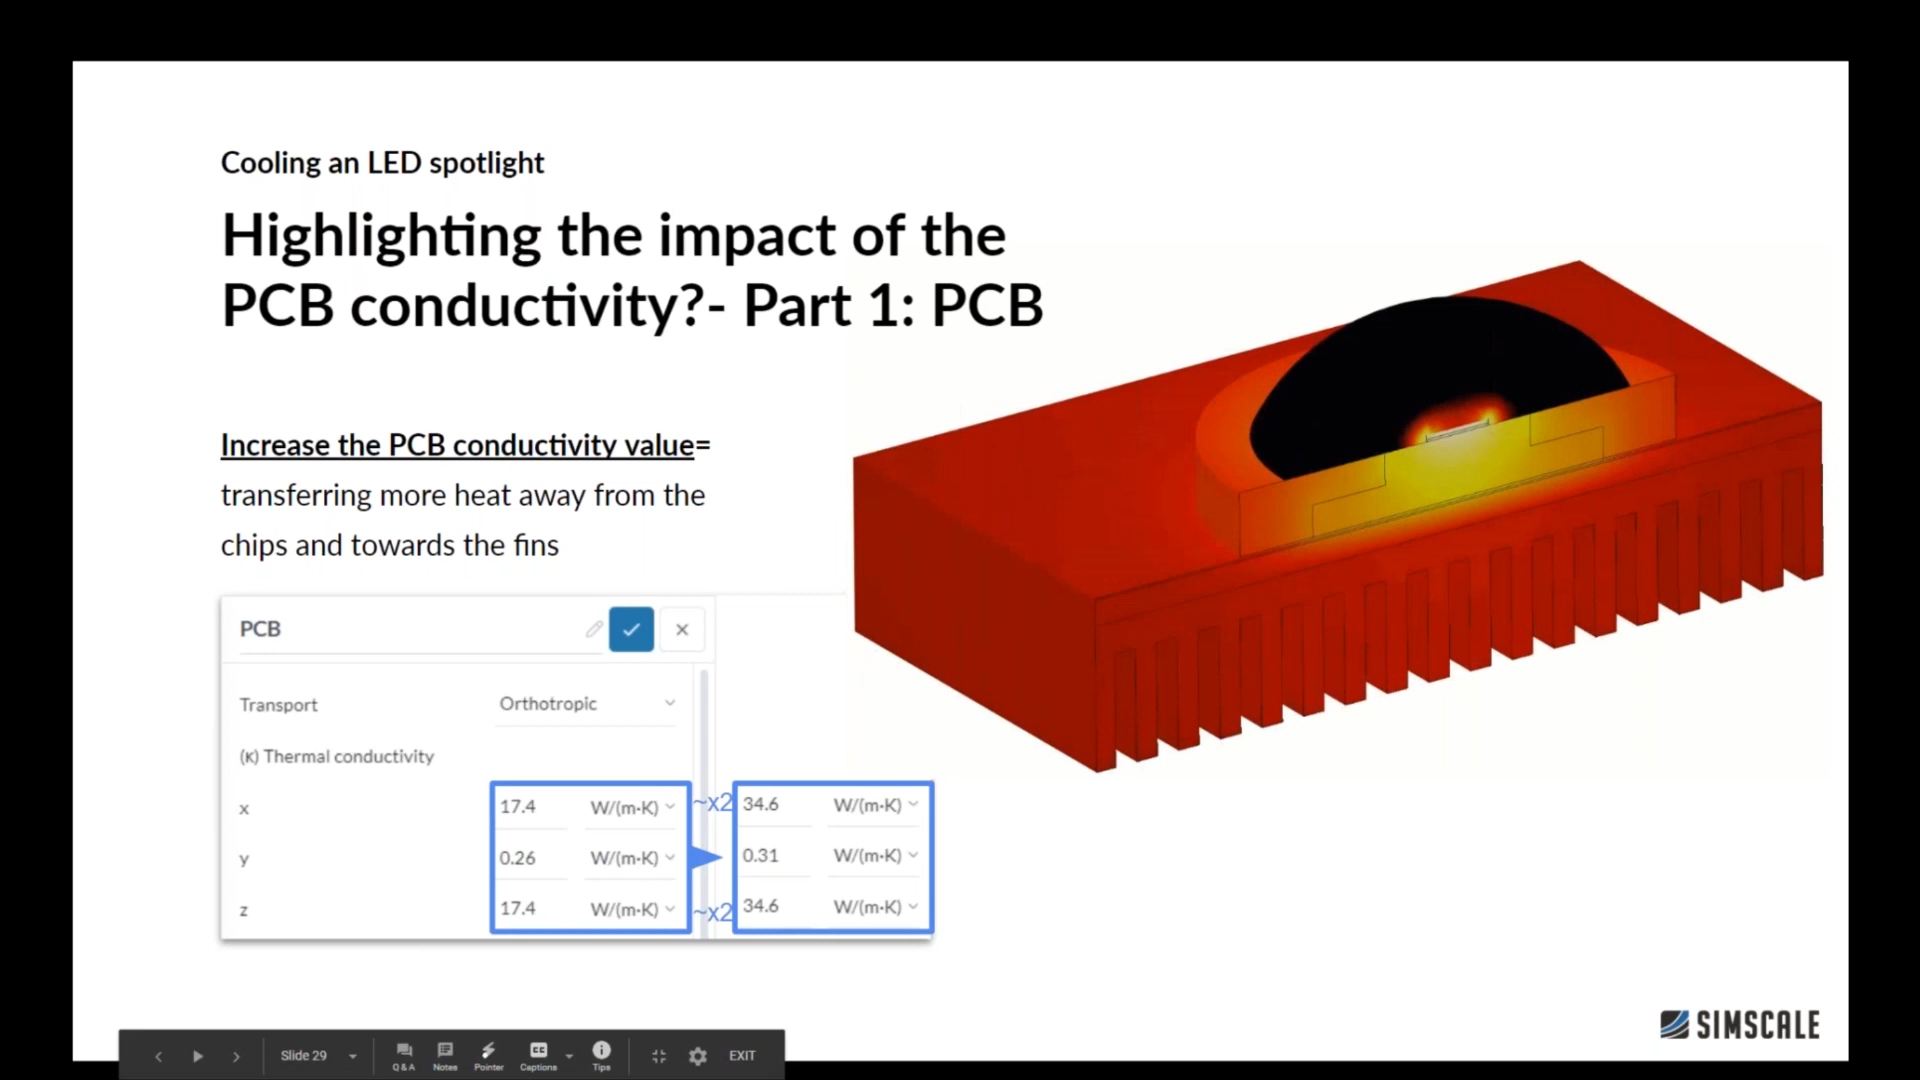 Cooling an LED spotlight
Highlighting the impact of the
PCB conductivity?- Part 1: PCB
Increase the PCB conductivity value=
transferring more heat away from the
chips and towards the fins
PCB
Transport Orthotropic
(K) Thermal conductivity
x 17.4 W/(m·K) ~x2 34.6 W/(m·K)
y 0.26 W/(m·K) 0.31 W/(m·K)
z 17.4 W/(m·K) ~x2 34.6 W/(m·K)
SIMSCALE
Slide 29 Q & A Notes Pointer Captions Tips EXIT